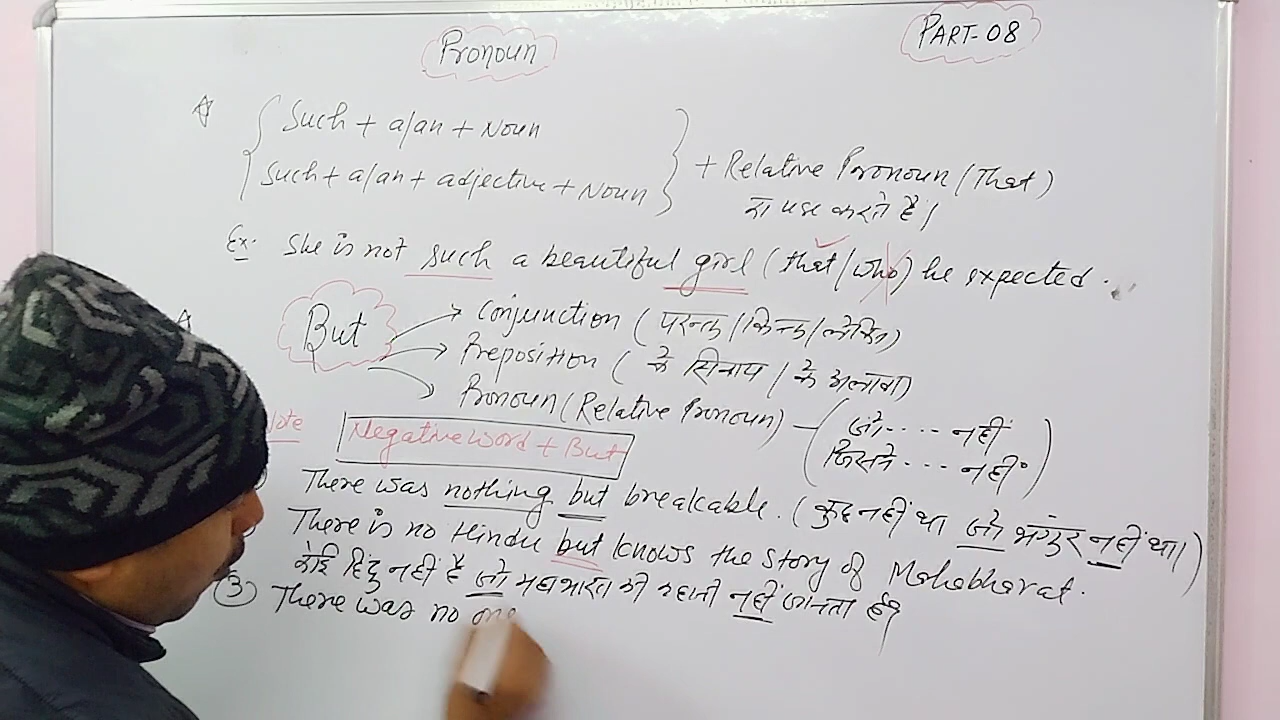 Pronoun
PART-08
Such + a/an + Noun
Such + a/an + adjective + Noun
+ Relative Pronoun (That)
का use करते हैं।
Ex:- She is not such a beautiful girl (that/who) he expected.
But
Conjunction (परन्तु/किन्तु/लेकिन)
Preposition ( के सिवाय / के अलावा)
Pronoun (Relative Pronoun) - (जो.... नहीं
जिसने ... नहीं)
Note
Negative word + But
There was nothing but breakable. (कुछ नहीं था जो भंगुर नहीं था।)
There is no Hindu but knows the story of Mahabharat.
कोई हिंदू नहीं है जो महाभारत की कहानी नहीं जानता है।
(3) There was no one